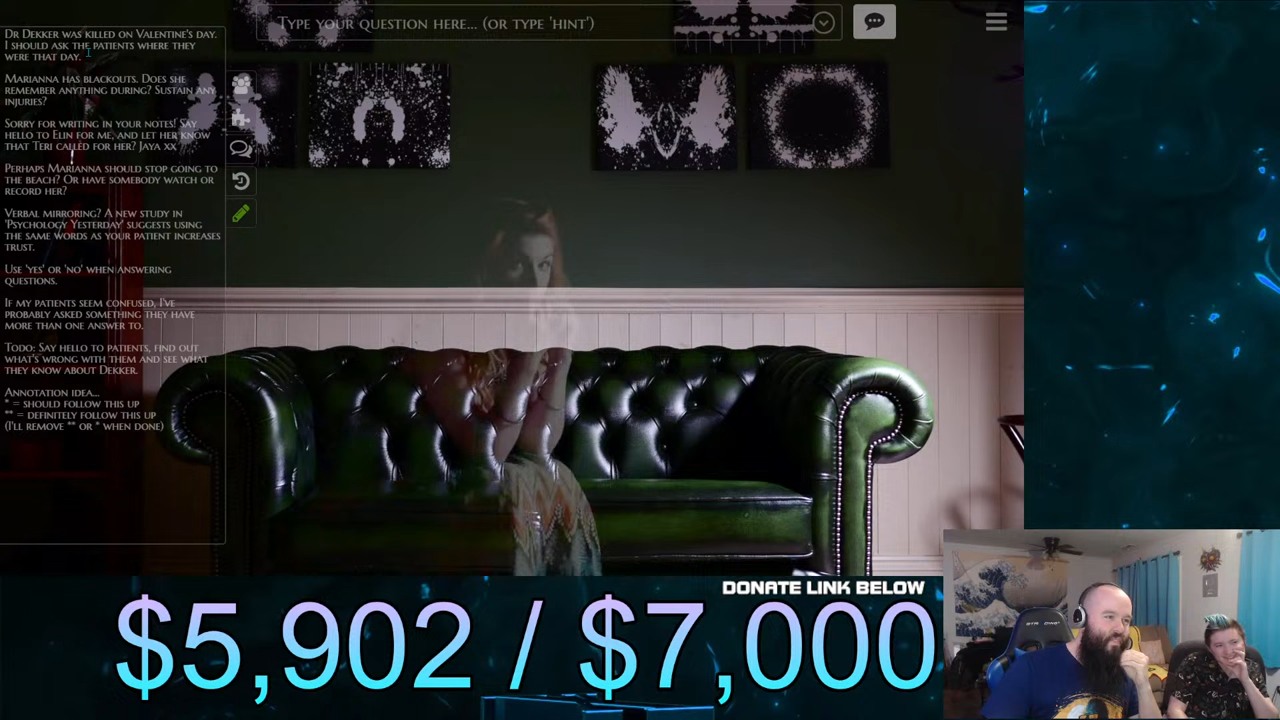 Type your question here... (or type 'hint')
Dr Dekker was killed on Valentine's day.
I should ask the patients where they
were that day.
Marianna has blackouts. Does she
remember anything during? Sustain any
injuries?
Sorry for writing in your notes! Say
hello to Elin for me, and let her know
that Teri called for her? Jaya xx
Perhaps Marianna should stop going to
the beach? Or have somebody watch or
record her?
Verbal mirroring? A new study in
'Psychology Yesterday' suggests using
the same words as your patient increases
trust.
Use 'yes' or 'no' when answering
questions.
If my patients seem confused, I've
probably asked something they have
more than one answer to.
Todo: Say hello to patients, find out
what's wrong with them and see what
they know about Dekker.
Annotation idea...
* = should follow this up
** = definitely follow this up
(I'll remove ** or * when done)
DONATE LINK BELOW
$5,902 / $7,000